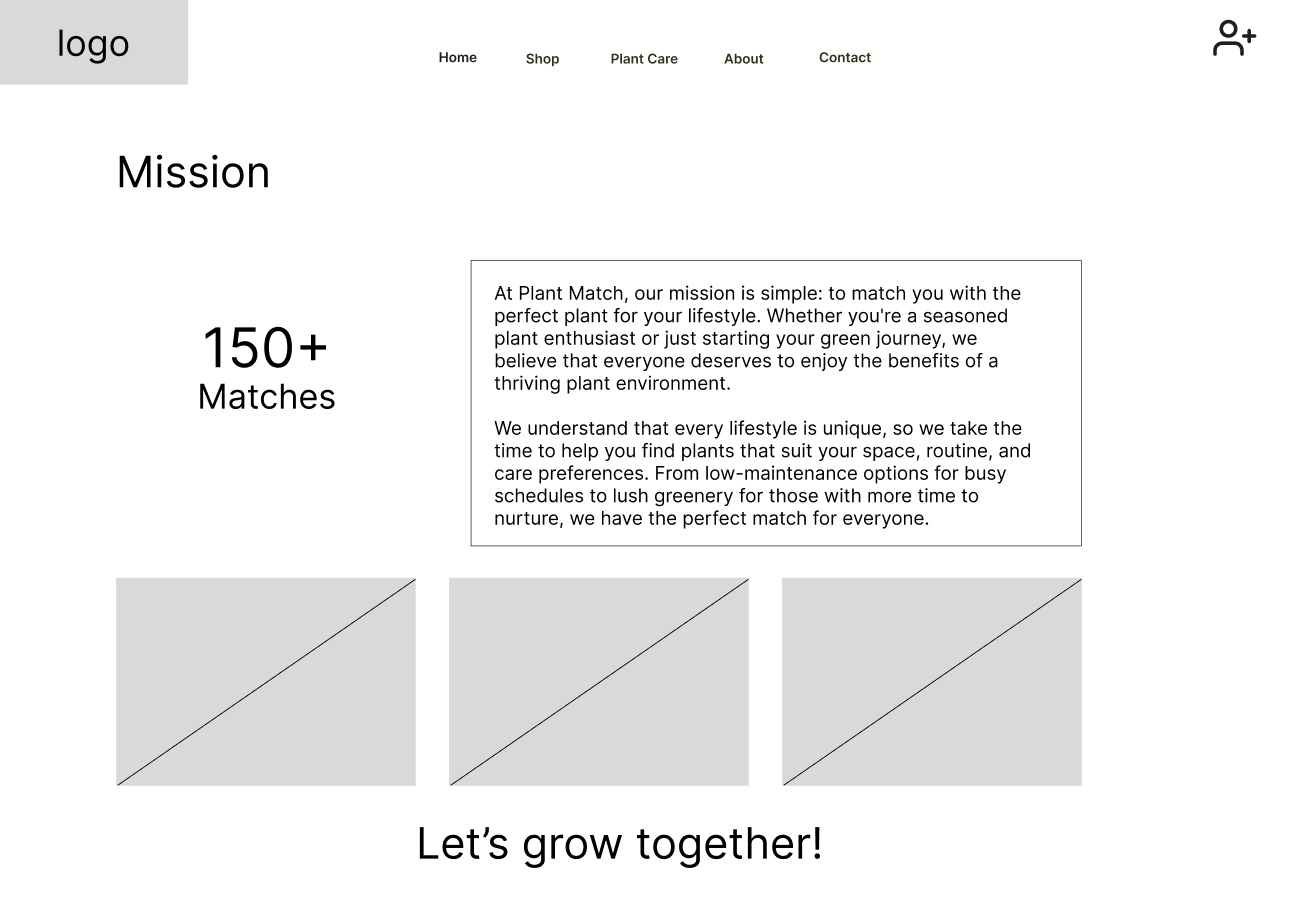 logo
Home Shop Plant Care About Contact
Mission
150+
Matches
At Plant Match, our mission is simple: to match you with the
perfect plant for your lifestyle. Whether you're a seasoned
plant enthusiast or just starting your green journey, we
believe that everyone deserves to enjoy the benefits of a
thriving plant environment.
We understand that every lifestyle is unique, so we take the
time to help you find plants that suit your space, routine, and
care preferences. From low-maintenance options for busy
schedules to lush greenery for those with more time to
nurture, we have the perfect match for everyone.
Let’s grow together!